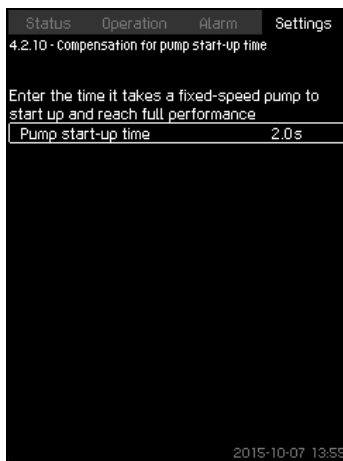 Status Operation Alarm Settings
4.2.10 - Compensation for pump start-up time
Enter the time it takes a fixed-speed pump to
start up and reach full performance
Pump start-up time 2.0s
2015-10-07 13:55